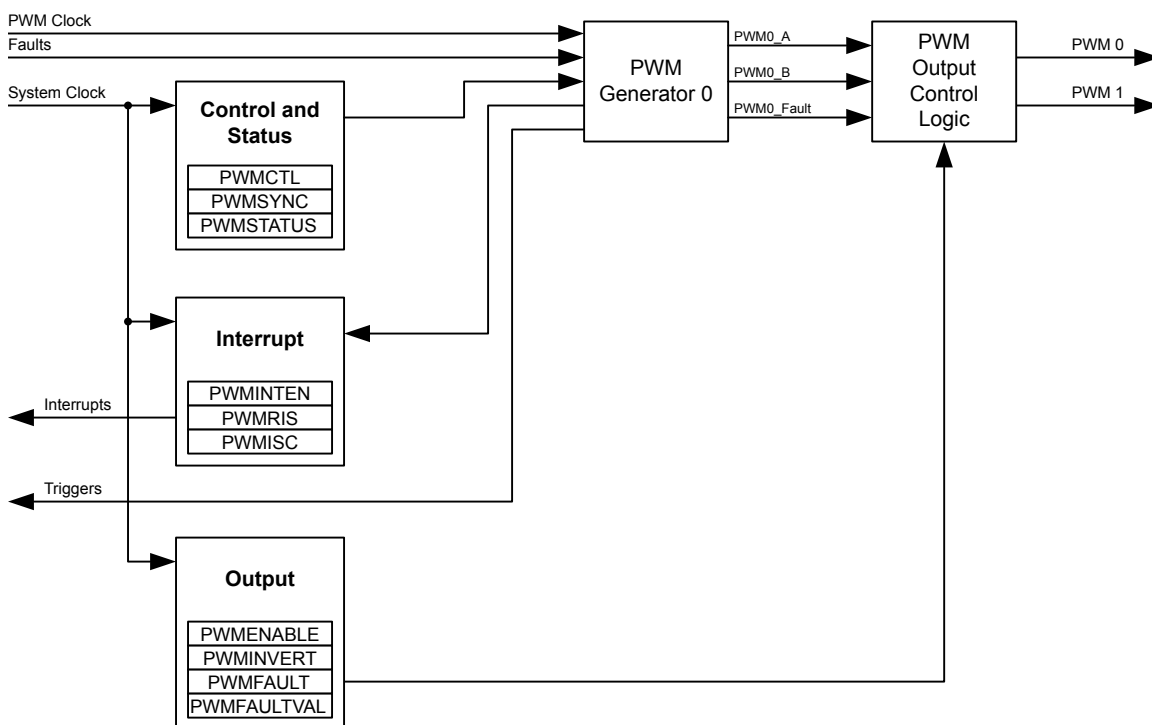 PWM Clock
Faults
System Clock
Control and
Status
PWMCTL
PWMSYNC
PWMSTATUS
Interrupt
PWMINTEN
PWMRIS
PWMISC
Interrupts
Triggers
Output
PWMENABLE
PWMINVERT
PWMFAULT
PWMFAULTVAL
PWM
Generator 0
PWM0_A
PWM0_B
PWM0_Fault
PWM
Output
Control
Logic
PWM 0
PWM 1